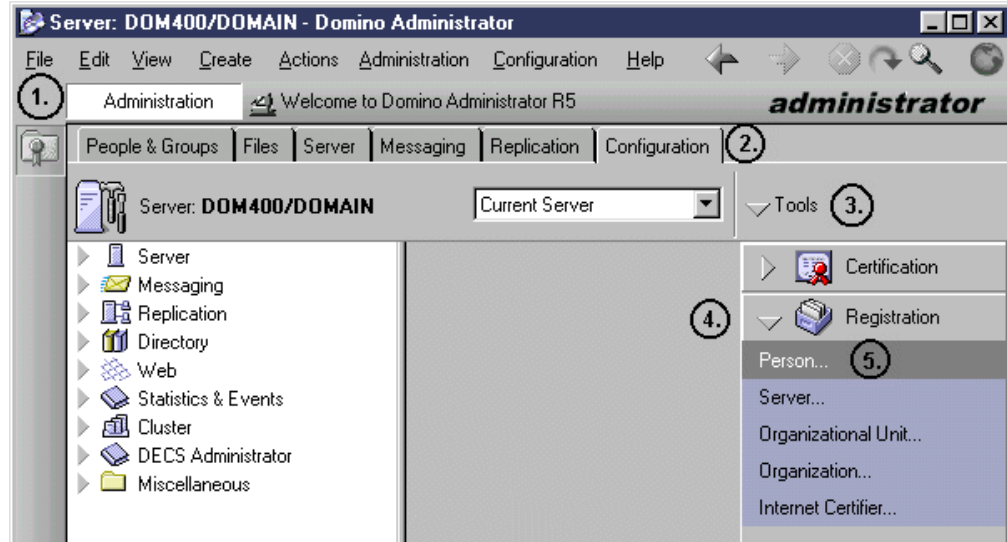 Server: DOM400/DOMAIN - Domino Administrator
File Edit View Create Actions Administration Configuration Help
1. Administration Welcome to Domino Administrator R5 administrator
People & Groups Files Server Messaging Replication Configuration 2.
Server: DOM400/DOMAIN Current Server Tools 3.
Server
Messaging
Replication
Directory
Web
Statistics & Events
Cluster
DECS Administrator
Miscellaneous
Certification
4. Registration
Person... 5.
Server...
Organizational Unit...
Organization...
Internet Certifier...